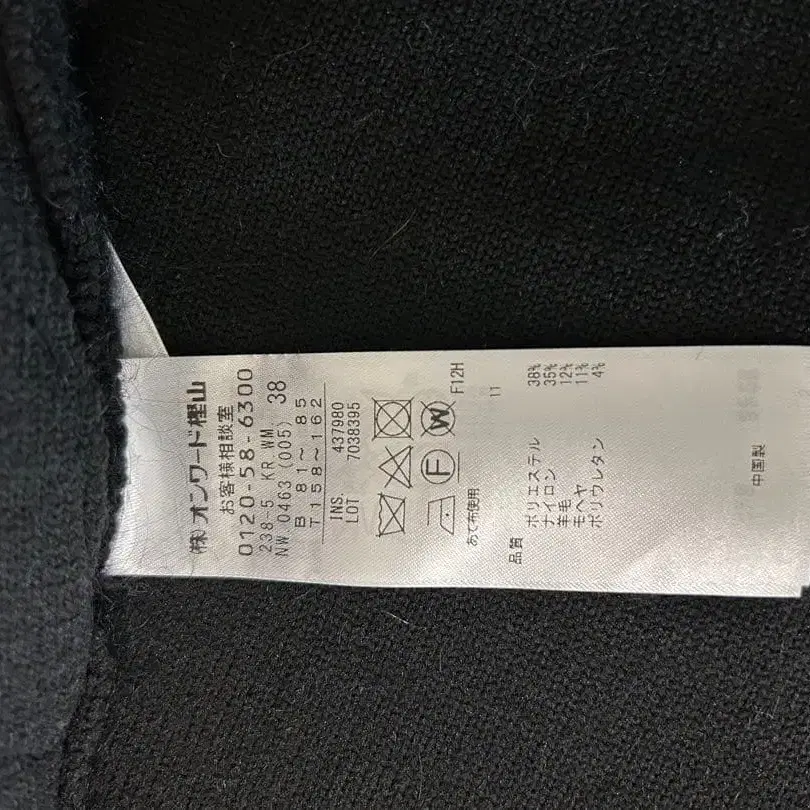 (株)オンワード樫山
お客様相談室
0120-58-6300
238-5 KR WM
NW 0463 (005) 38
B 81~ 85
T158~162
INS. 437980
LOT 7038395
F
W
F12H
あて布使用
11
品質
ポリエステル 38%
ナイロン 35%
羊毛 12%
モヘヤ 11%
ポリウレタン 4%
中国製